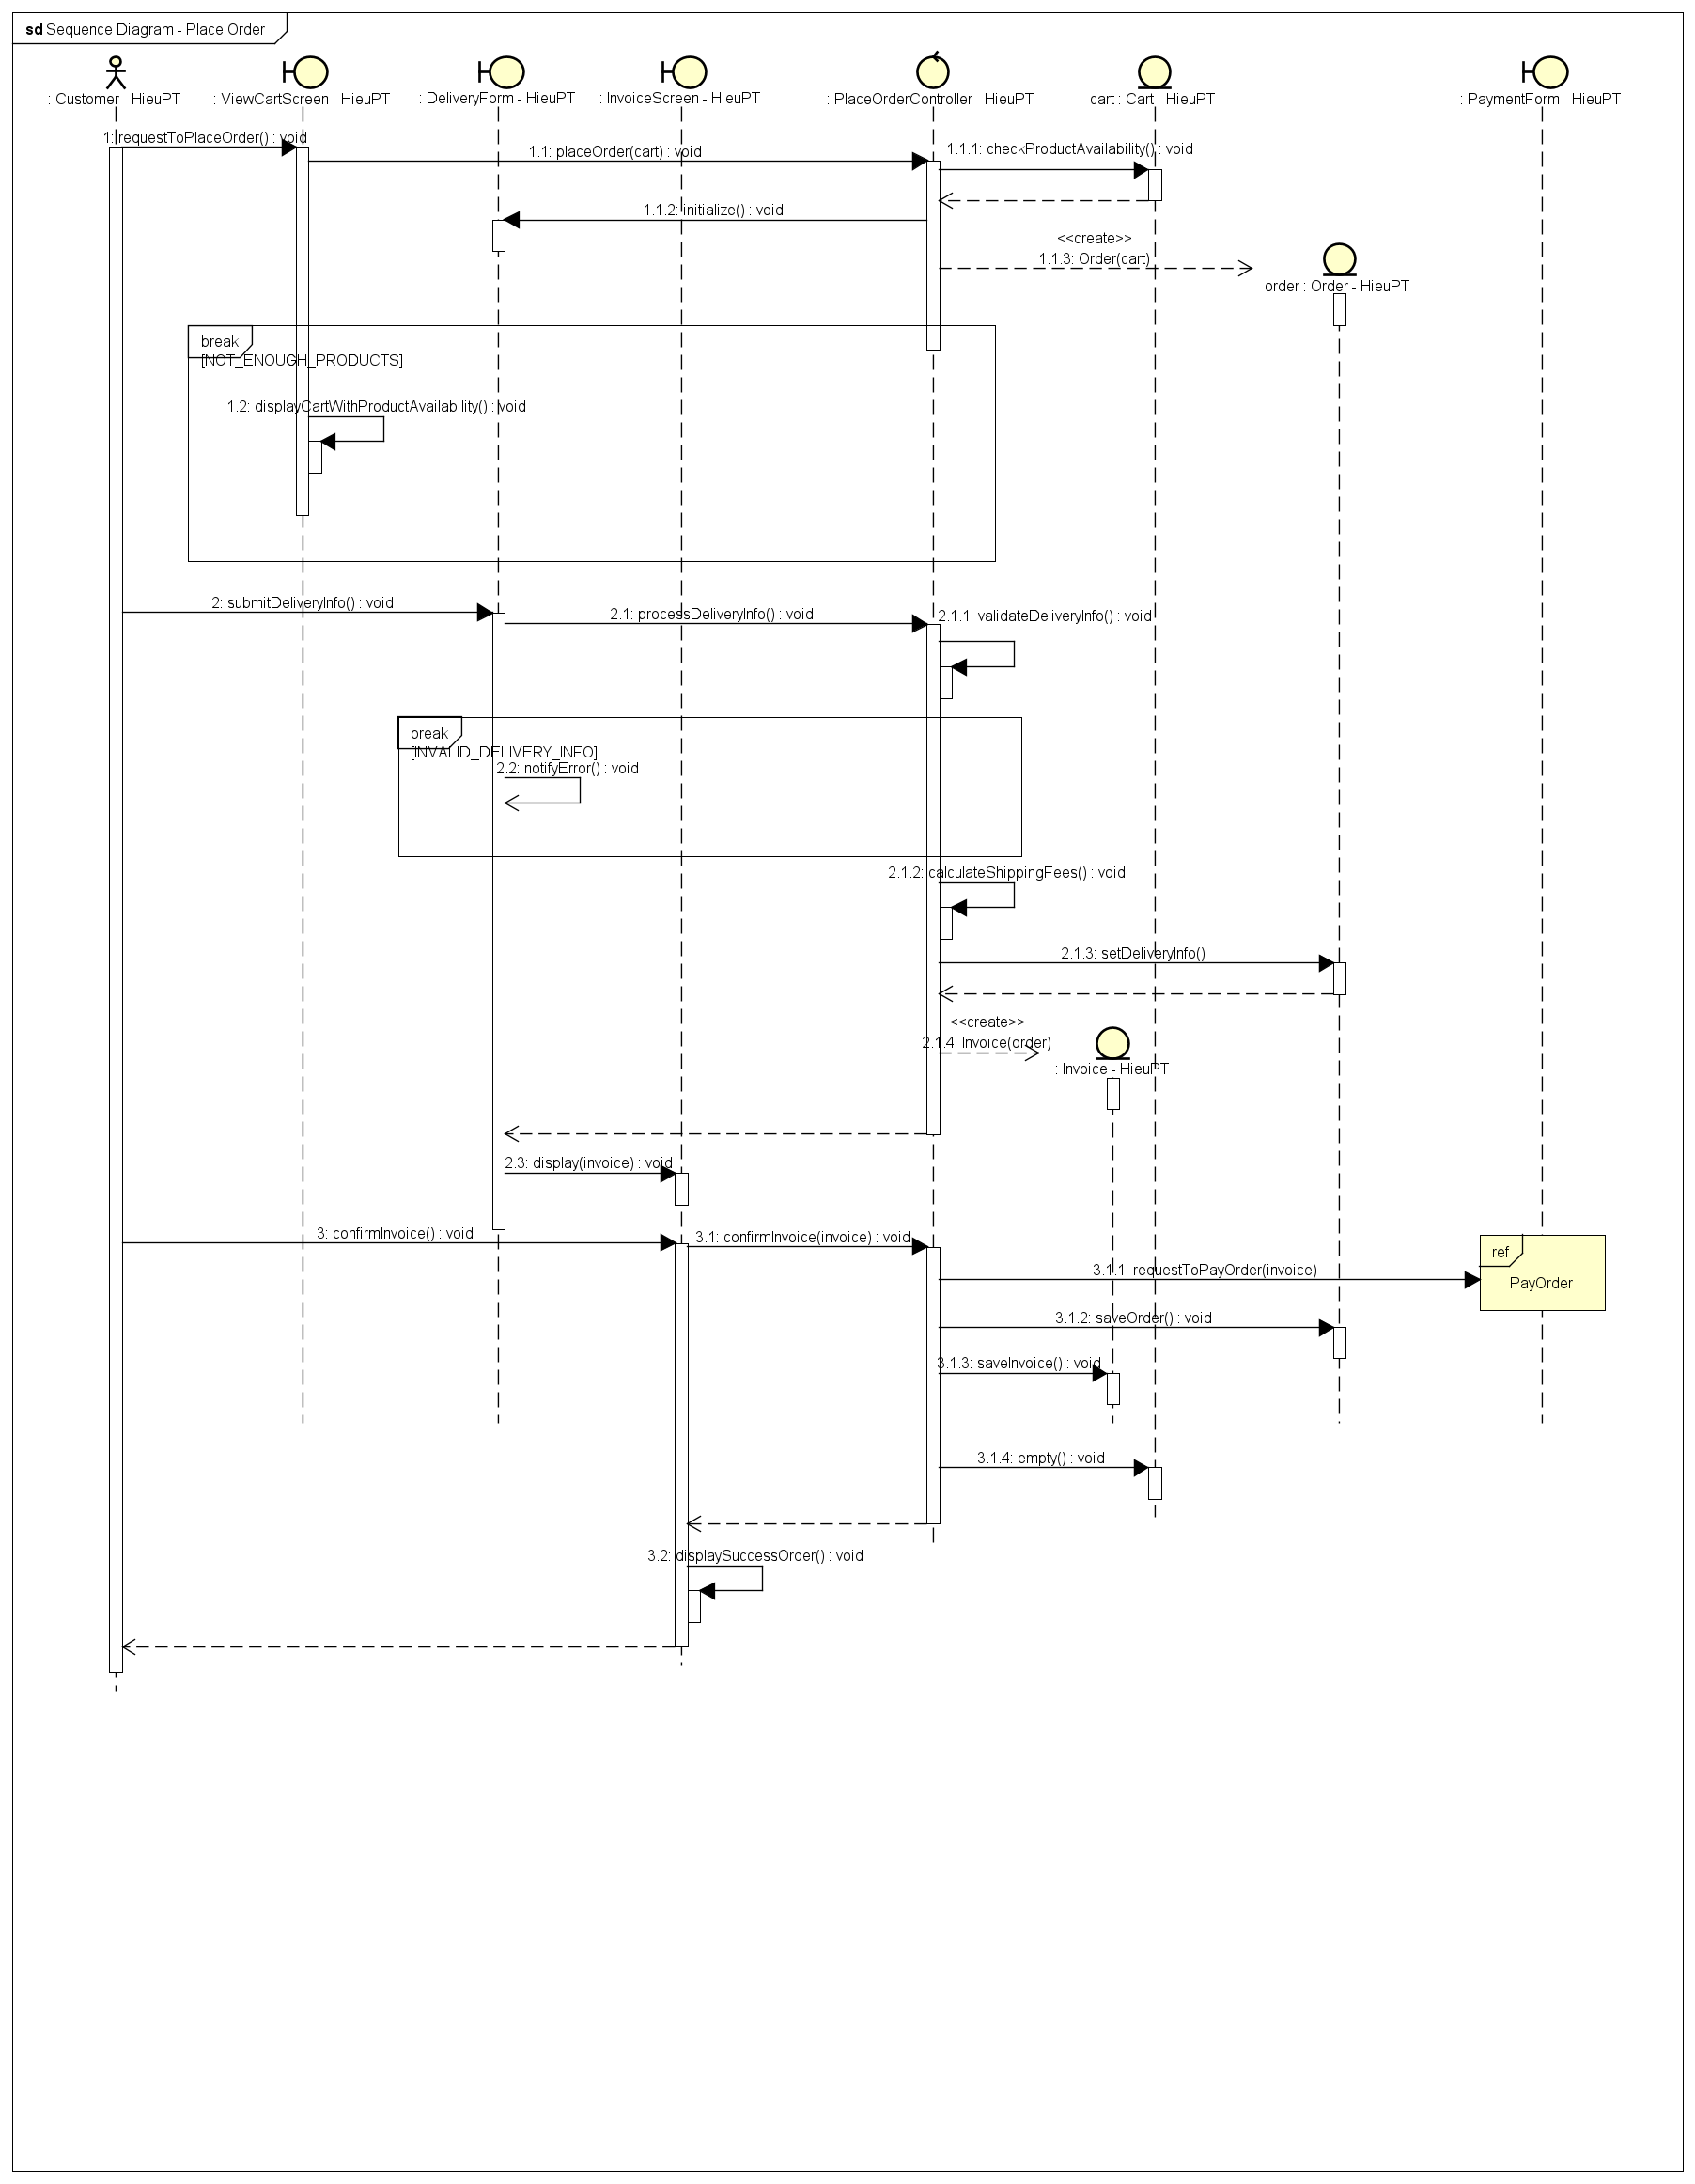 sd Sequence Diagram - Place Order
: Customer - HieuPT
: ViewCartScreen - HieuPT
: DeliveryForm - HieuPT
: InvoiceScreen - HieuPT
: PlaceOrderController - HieuPT
cart : Cart - HieuPT
: PaymentForm - HieuPT
1: requestToPlaceOrder() : void
1.1: placeOrder(cart) : void
1.1.1: checkProductAvailability() : void
1.1.2: initialize() : void
<<create>>
1.1.3: Order(cart)
order : Order - HieuPT
break
[NOT_ENOUGH_PRODUCTS]
1.2: displayCartWithProductAvailability() : void
2: submitDeliveryInfo() : void
2.1: processDeliveryInfo() : void
2.1.1: validateDeliveryInfo() : void
break
[INVALID_DELIVERY_INFO]
2.2: notifyError() : void
2.1.2: calculateShippingFees() : void
2.1.3: setDeliveryInfo()
<<create>>
2.1.4: Invoice(order)
: Invoice - HieuPT
2.3: display(invoice) : void
3: confirmInvoice() : void
3.1: confirmInvoice(invoice) : void
ref
3.1.1: requestToPayOrder(invoice)
PayOrder
3.1.2: saveOrder() : void
3.1.3: saveInvoice() : void
3.1.4: empty() : void
3.2: displaySuccessOrder() : void